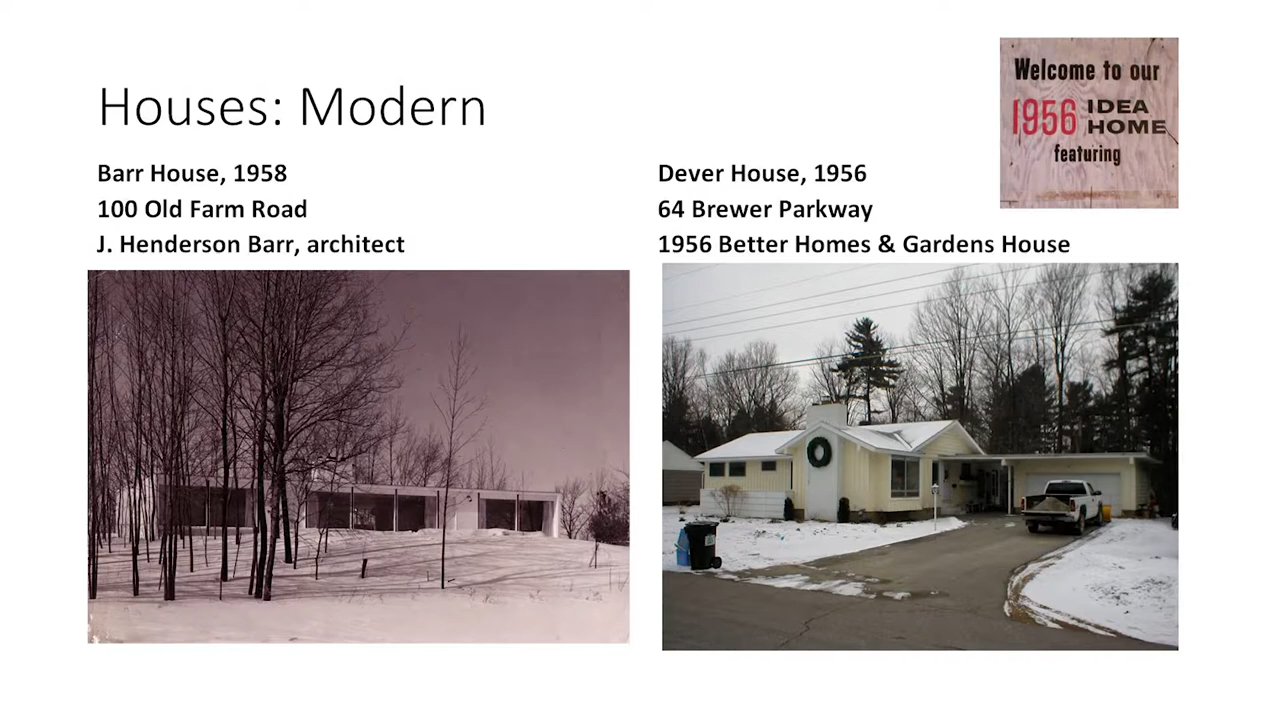 Houses: Modern
Barr House, 1958
100 Old Farm Road
J. Henderson Barr, architect
Dever House, 1956
64 Brewer Parkway
1956 Better Homes & Gardens House
Welcome to our
1956 IDEA HOME
featuring